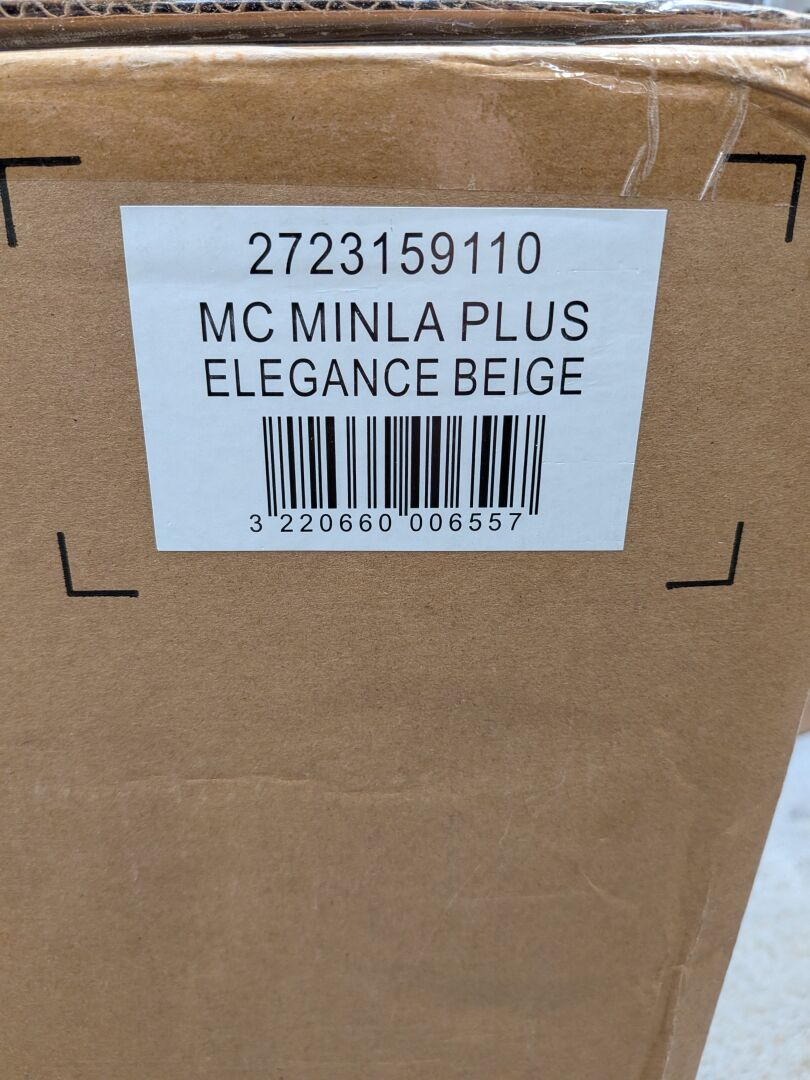 2723159110
MC MINLA PLUS
ELEGANCE BEIGE
3 220660 006557